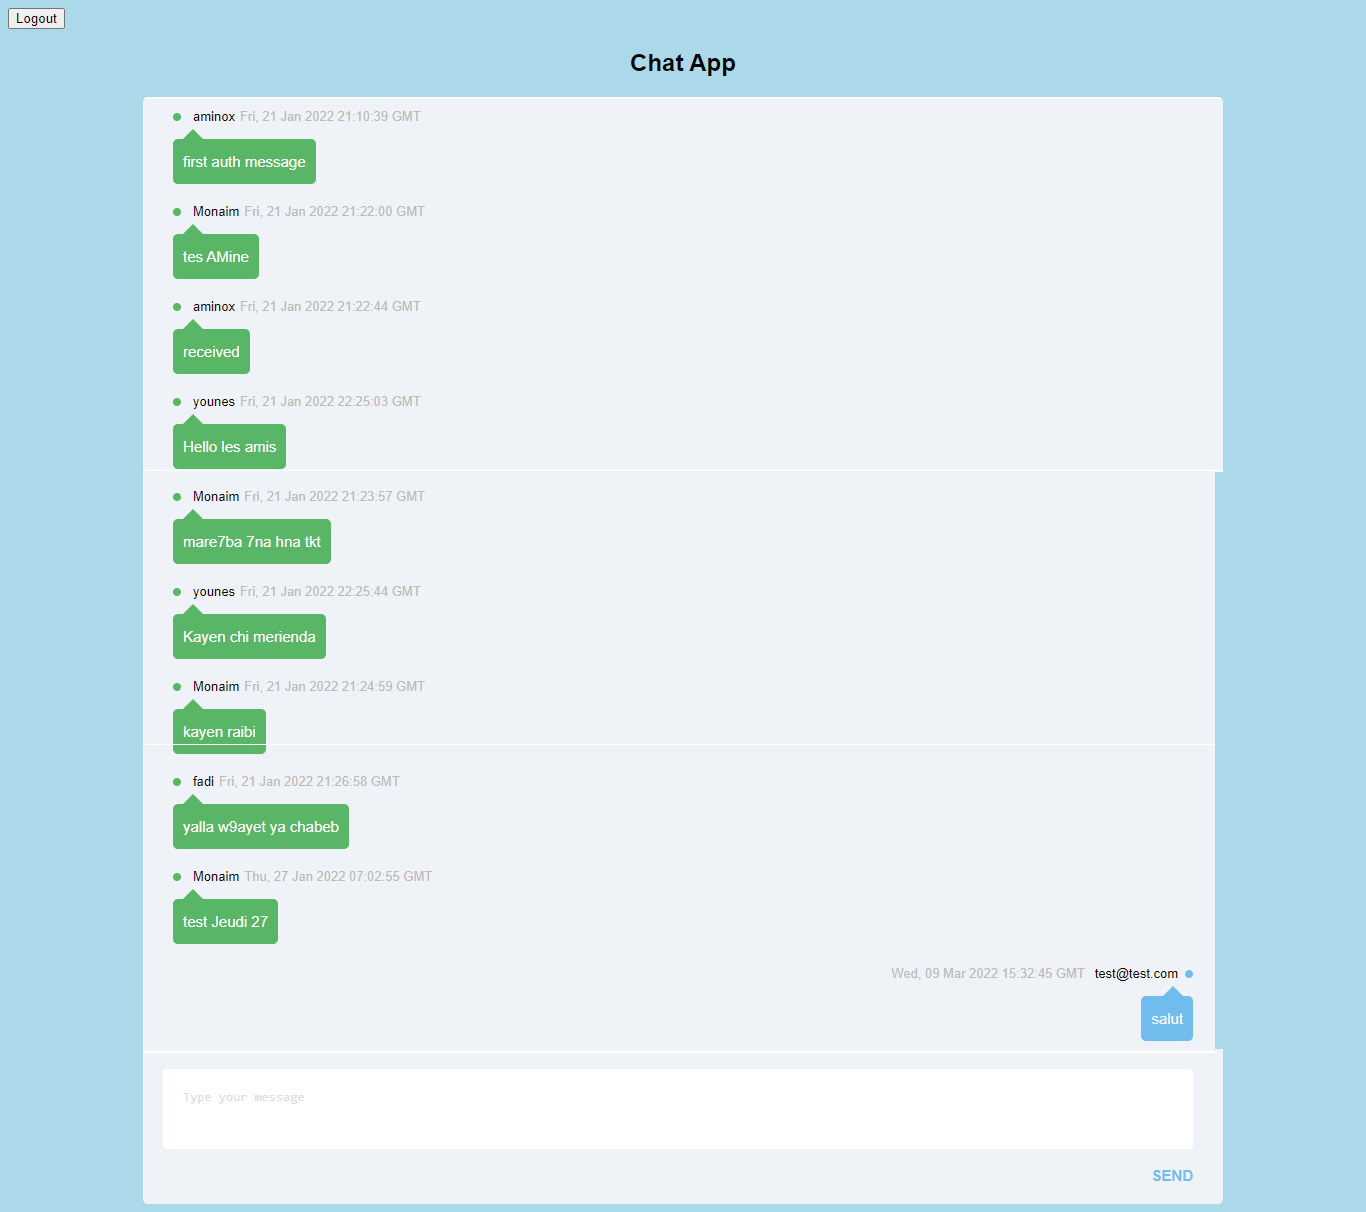 Logout
Chat App
aminox Fri, 21 Jan 2022 21:10:39 GMT
first auth message
Monaim Fri, 21 Jan 2022 21:22:00 GMT
tes AMine
aminox Fri, 21 Jan 2022 21:22:44 GMT
received
younes Fri, 21 Jan 2022 22:25:03 GMT
Hello les amis
Monaim Fri, 21 Jan 2022 21:23:57 GMT
mare7ba 7na hna tkt
younes Fri, 21 Jan 2022 22:25:44 GMT
Kayen chi merienda
Monaim Fri, 21 Jan 2022 21:24:59 GMT
kayen raibi
fadi Fri, 21 Jan 2022 21:26:58 GMT
yalla w9ayet ya chabeb
Monaim Thu, 27 Jan 2022 07:02:55 GMT
test Jeudi 27
Wed, 09 Mar 2022 15:32:45 GMT test@test.com
salut
Type your message
SEND